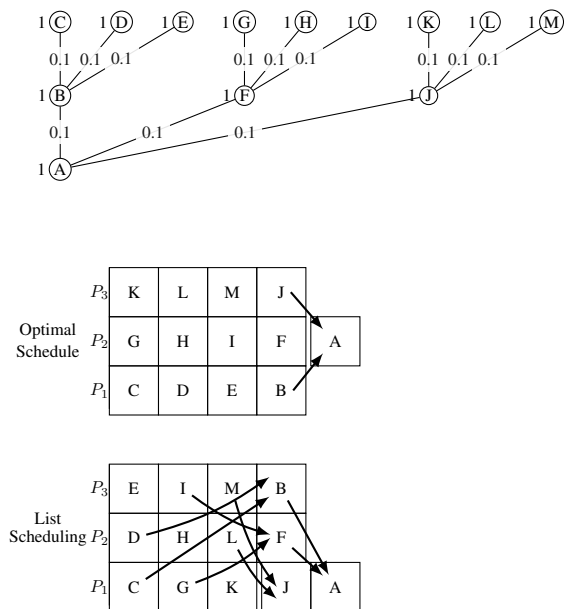 1 C 1 D 1 E 1 G 1 H 1 I 1 K 1 L 1 M
0.1 0.1 0.1 0.1 0.1 0.1 0.1 0.1 0.1
1 B 1 F 1 J
0.1 0.1 0.1
1 A
P3 K L M J
Optimal
Schedule
P2 G H I F A
P1 C D E B
P3 E I M B
List
Scheduling
P2 D H L F
P1 C G K J A